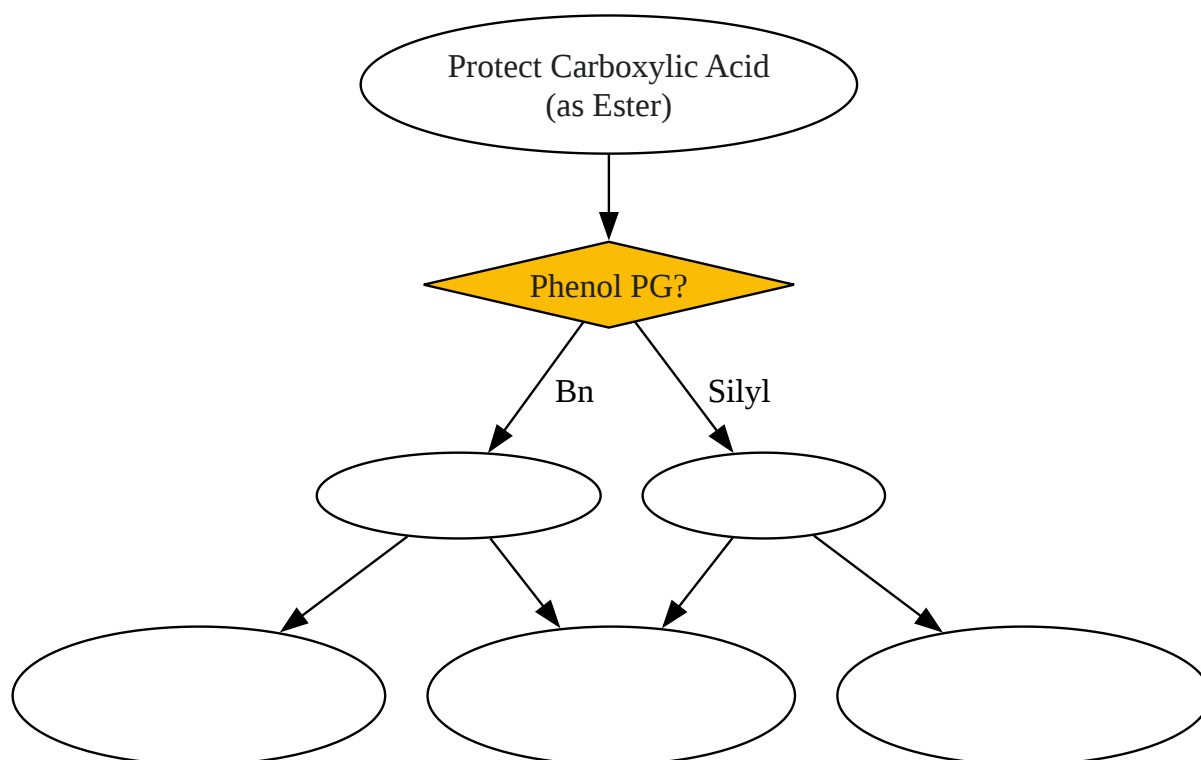 Protect Carboxylic Acid
(as Ester)
Phenol PG?
Bn
Silyl